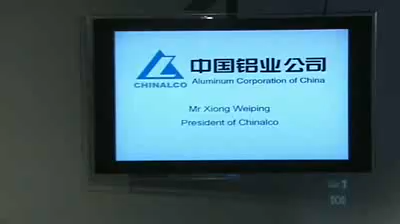 中国铝业公司
CHINALCO Aluminum Corporation of China
Mr Xiong Weiping
President of Chinalco